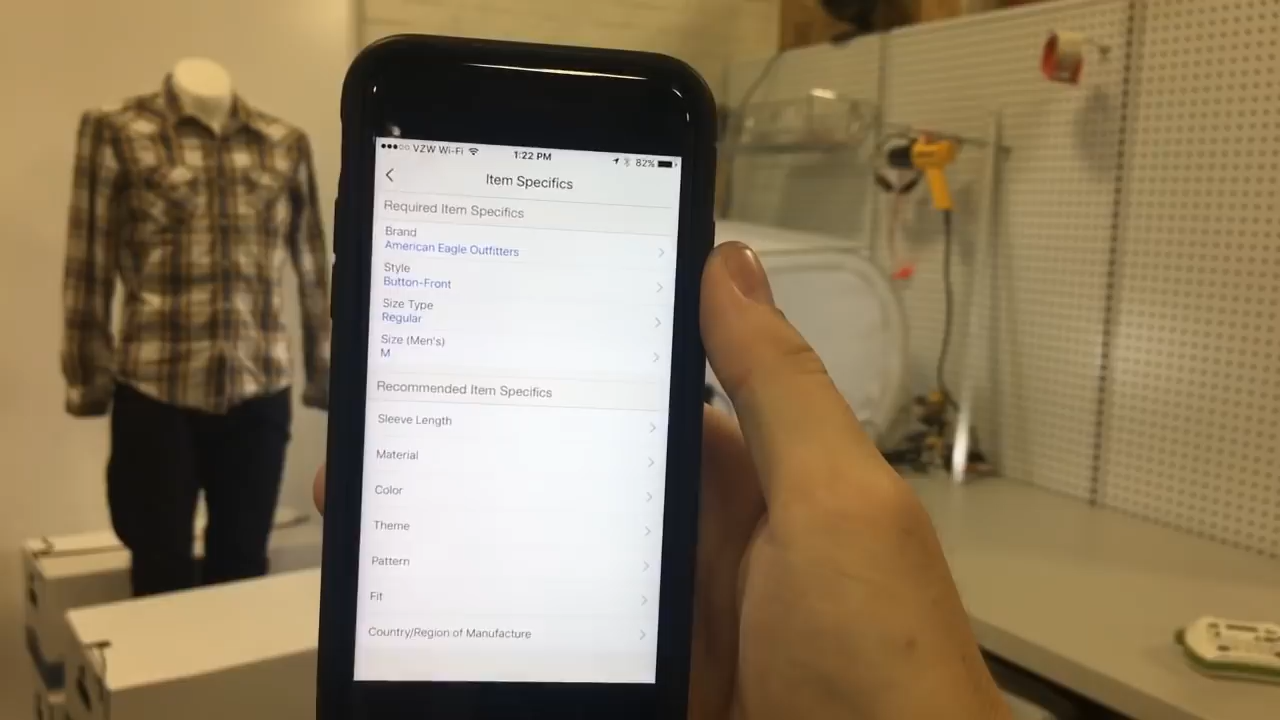 VZW Wi-Fi 1:22 PM 82%
Item Specifics
Required Item Specifics
Brand
American Eagle Outfitters
Style
Button-Front
Size Type
Regular
Size (Men's)
M
Recommended Item Specifics
Sleeve Length
Material
Color
Theme
Pattern
Fit
Country/Region of Manufacture